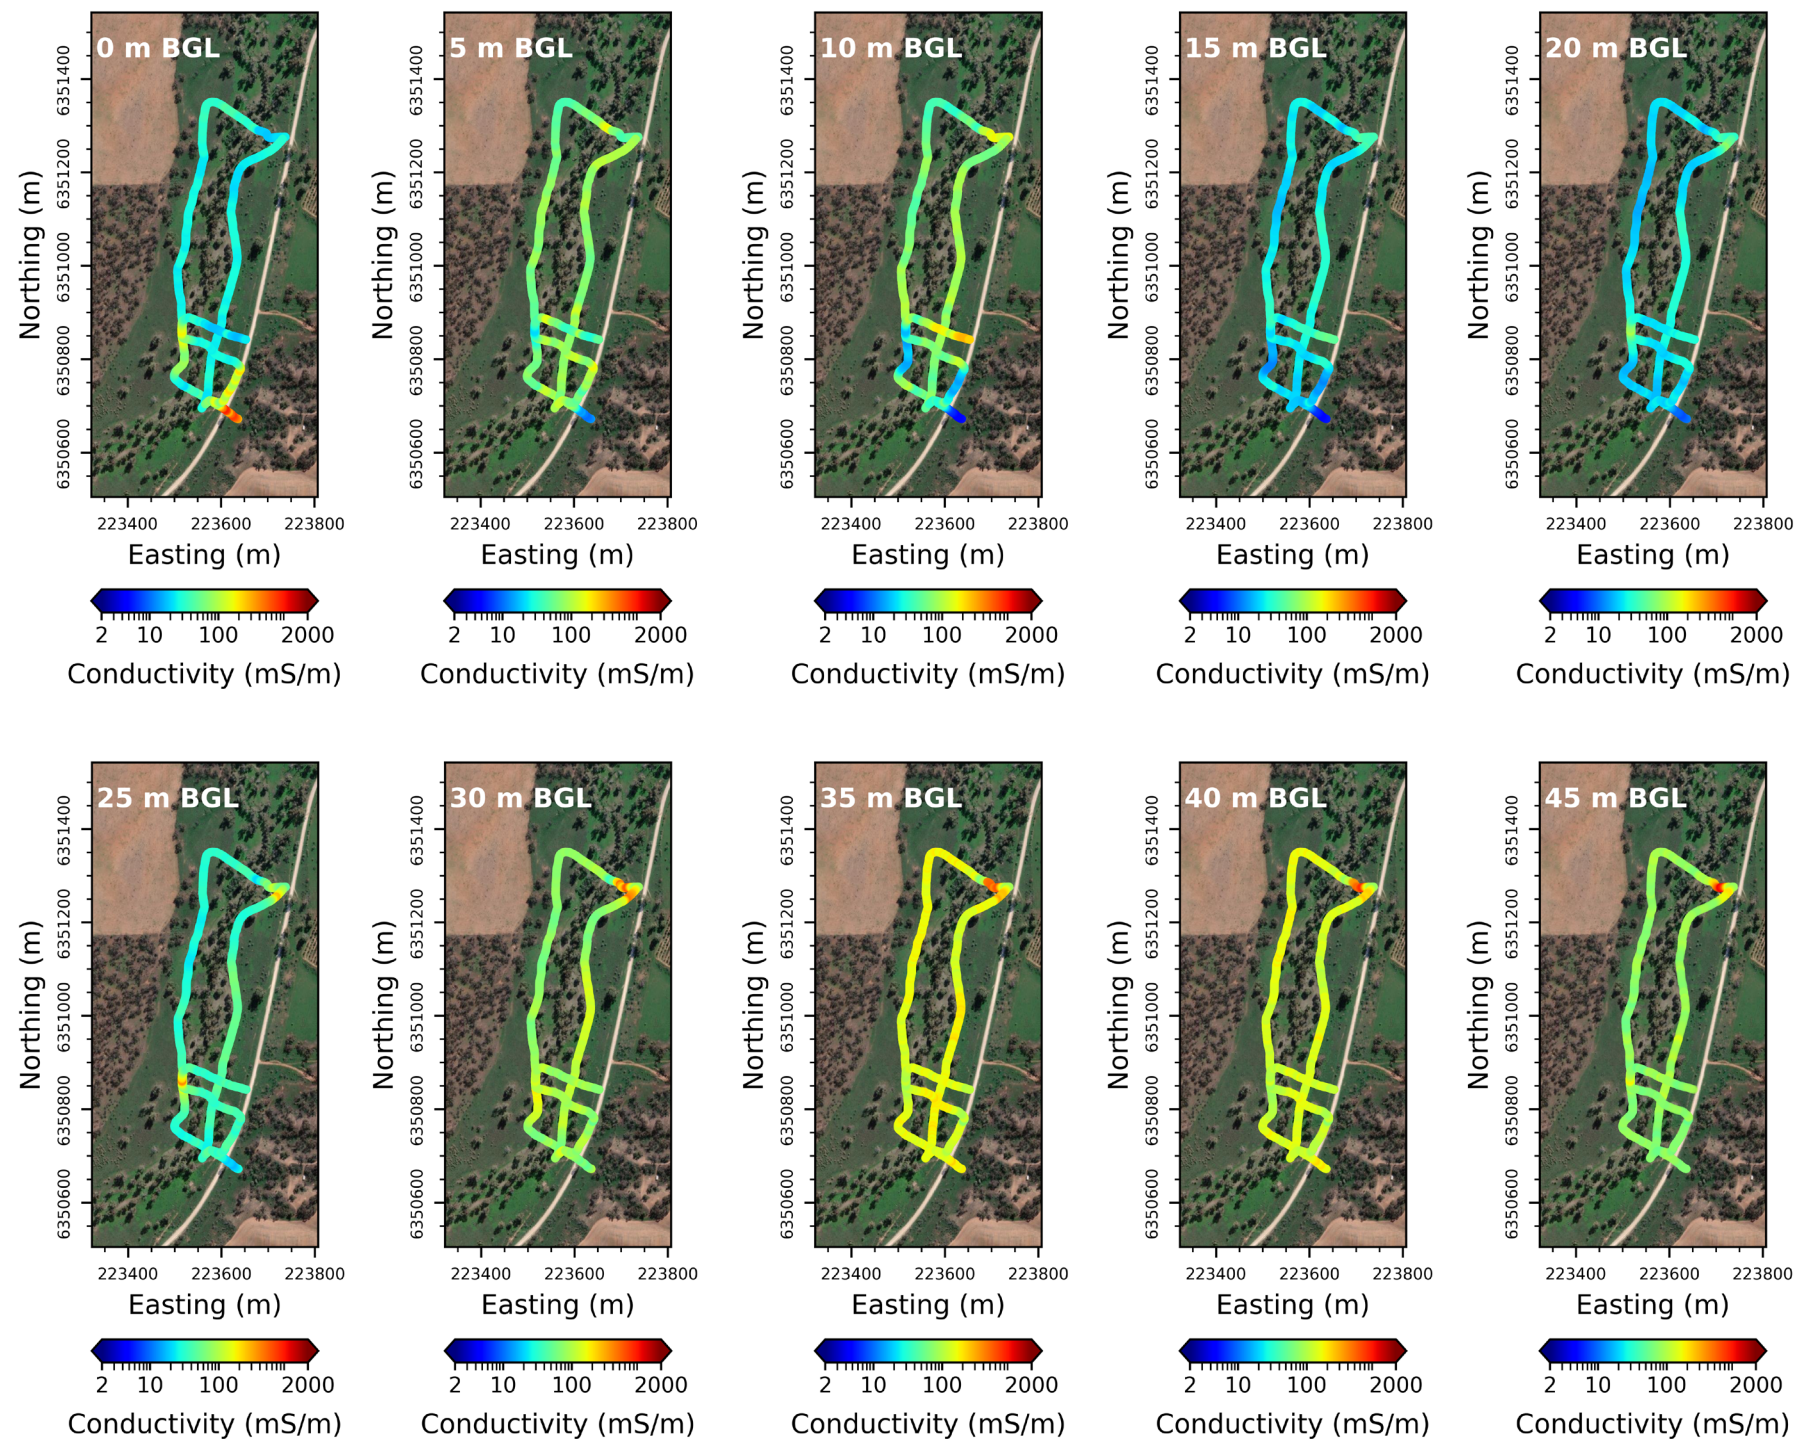 0 m BGL
Northing (m)
6351400
6351200
6351000
6350800
6350600
223400 223600 223800
Easting (m)
2 10 100 2000
Conductivity (mS/m)
5 m BGL
Northing (m)
6351400
6351200
6351000
6350800
6350600
223400 223600 223800
Easting (m)
2 10 100 2000
Conductivity (mS/m)
10 m BGL
Northing (m)
6351400
6351200
6351000
6350800
6350600
223400 223600 223800
Easting (m)
2 10 100 2000
Conductivity (mS/m)
15 m BGL
Northing (m)
6351400
6351200
6351000
6350800
6350600
223400 223600 223800
Easting (m)
2 10 100 2000
Conductivity (mS/m)
20 m BGL
Northing (m)
6351400
6351200
6351000
6350800
6350600
223400 223600 223800
Easting (m)
2 10 100 2000
Conductivity (mS/m)
25 m BGL
Northing (m)
6351400
6351200
6351000
6350800
6350600
223400 223600 223800
Easting (m)
2 10 100 2000
Conductivity (mS/m)
30 m BGL
Northing (m)
6351400
6351200
6351000
6350800
6350600
223400 223600 223800
Easting (m)
2 10 100 2000
Conductivity (mS/m)
35 m BGL
Northing (m)
6351400
6351200
6351000
6350800
6350600
223400 223600 223800
Easting (m)
2 10 100 2000
Conductivity (mS/m)
40 m BGL
Northing (m)
6351400
6351200
6351000
6350800
6350600
223400 223600 223800
Easting (m)
2 10 100 2000
Conductivity (mS/m)
45 m BGL
Northing (m)
6351400
6351200
6351000
6350800
6350600
223400 223600 223800
Easting (m)
2 10 100 2000
Conductivity (mS/m)